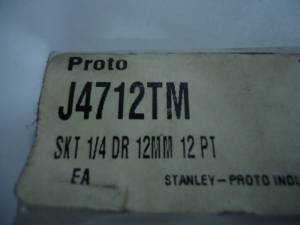 Proto
J4712TM
SKT 1/4 DR 12MM 12 PT
EA STANLEY-PROTO INDU